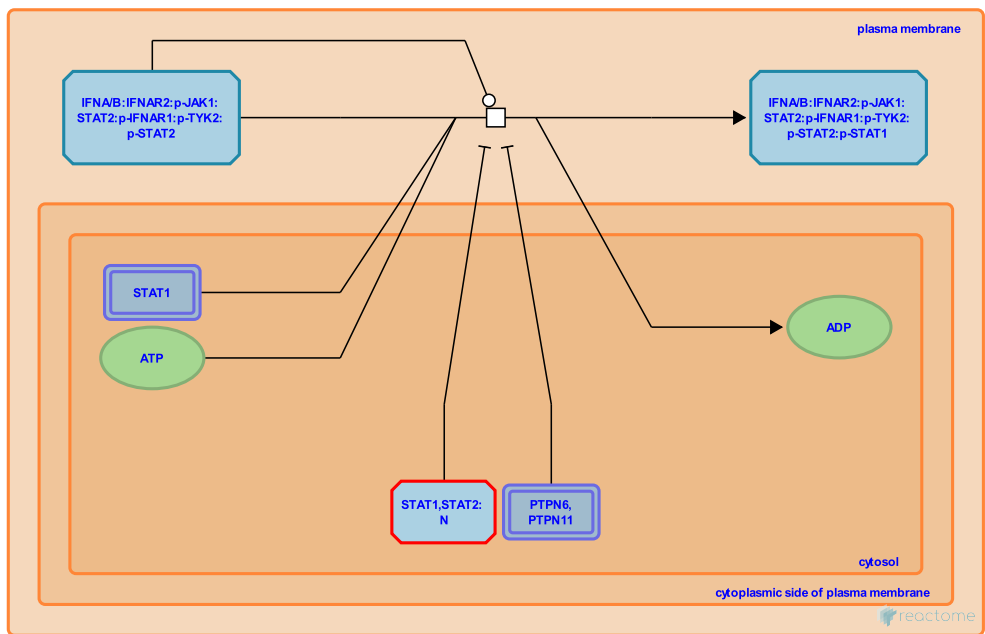 plasma membrane
IFNA/B:IFNAR2:p-JAK1:
STAT2:p-IFNAR1:p-TYK2:
p-STAT2
IFNA/B:IFNAR2:p-JAK1:
STAT2:p-IFNAR1:p-TYK2:
p-STAT2:p-STAT1
STAT1
ATP
ADP
STAT1,STAT2:
N
PTPN6,
PTPN11
cytosol
cytoplasmic side of plasma membrane
reactome